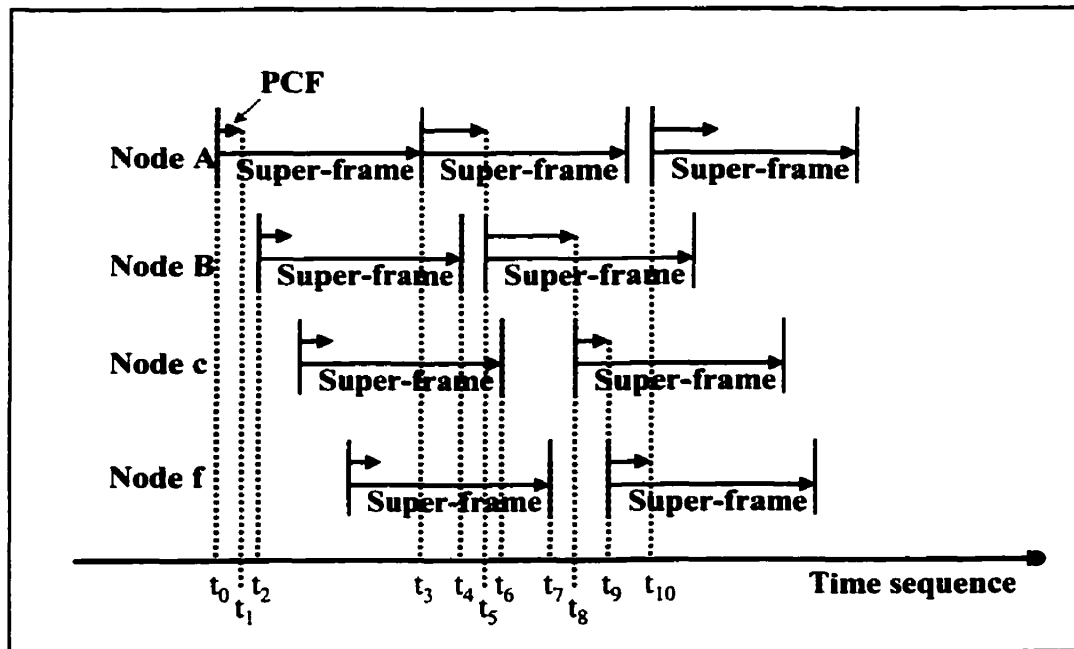 PCF
Node A
Super-frame Super-frame Super-frame
Node B
Super-frame Super-frame
Node c
Super-frame Super-frame
Node f
Super-frame Super-frame
t0 t1 t2 t3 t4 t5 t6 t7 t8 t9 t10
Time sequence